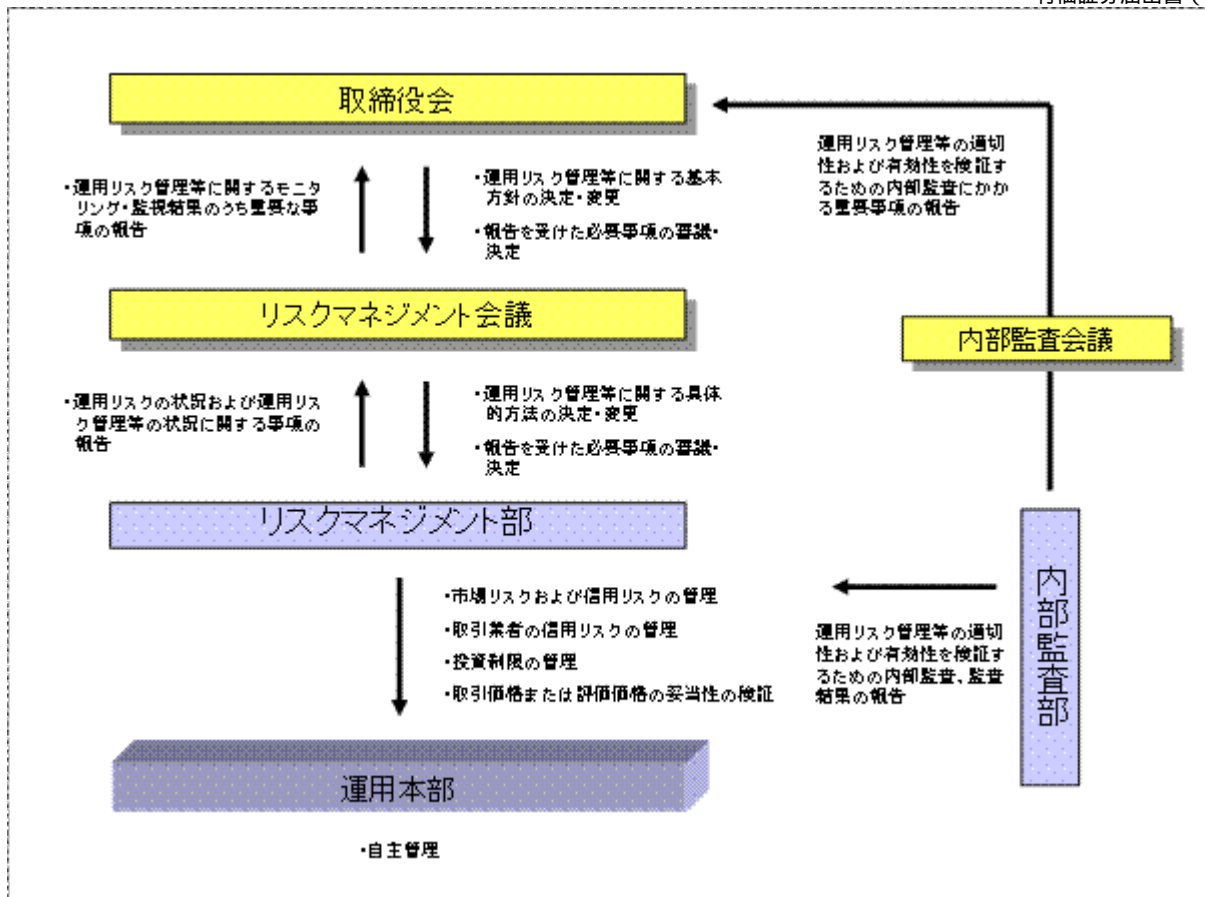 取締役会
運用リスク管理等の適切
性および有効性を検証す
るための内部監査にかか
る重要事項の報告
・運用リスク管理等に関するモニタ
リング・監視結果のうち重要な事
項の報告
・運用リスク管理等に関する基本
方針の決定・変更
・報告を受けた必要事項の審議・
決定
リスクマネジメント会議
内部監査会議
・運用リスクの状況および運用リス
ク管理等の状況に関する事項の
報告
・運用リスク管理等に関する具体
的方法の決定・変更
・報告を受けた必要事項の審議・
決定
リスクマネジメント部
内部監査部
・市場リスクおよび信用リスクの管理
・取引業者の信用リスクの管理
・投資制限の管理
・取引価格または評価価格の妥当性の検証
運用リスク管理等の適切
性および有効性を検証す
るための内部監査、監査
結果の報告
運用本部
・自主管理